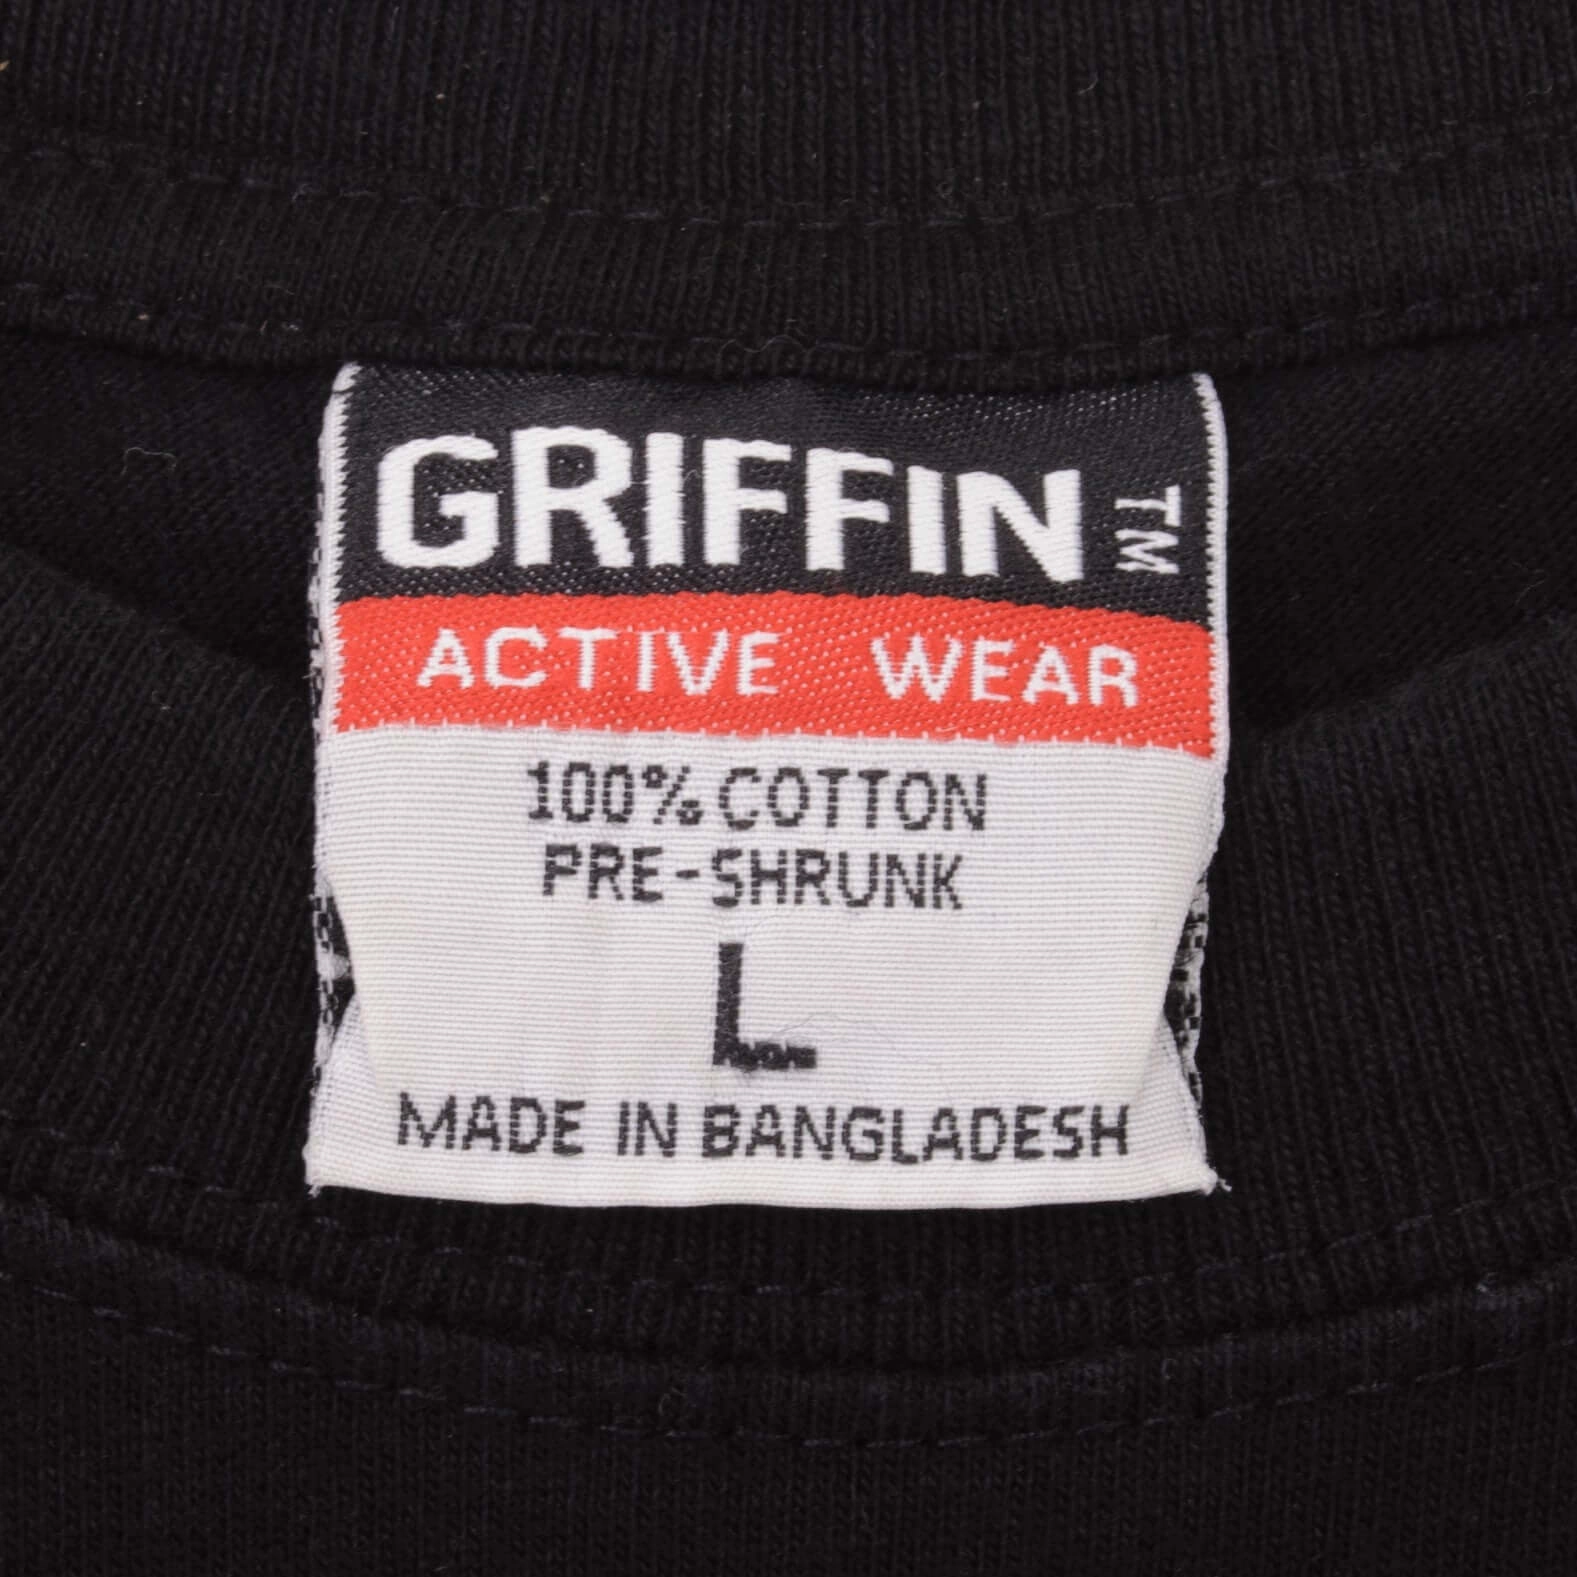 GRIFFIN TM
ACTIVE WEAR
100% COTTON
PRE-SHRUNK
L
MADE IN BANGLADESH